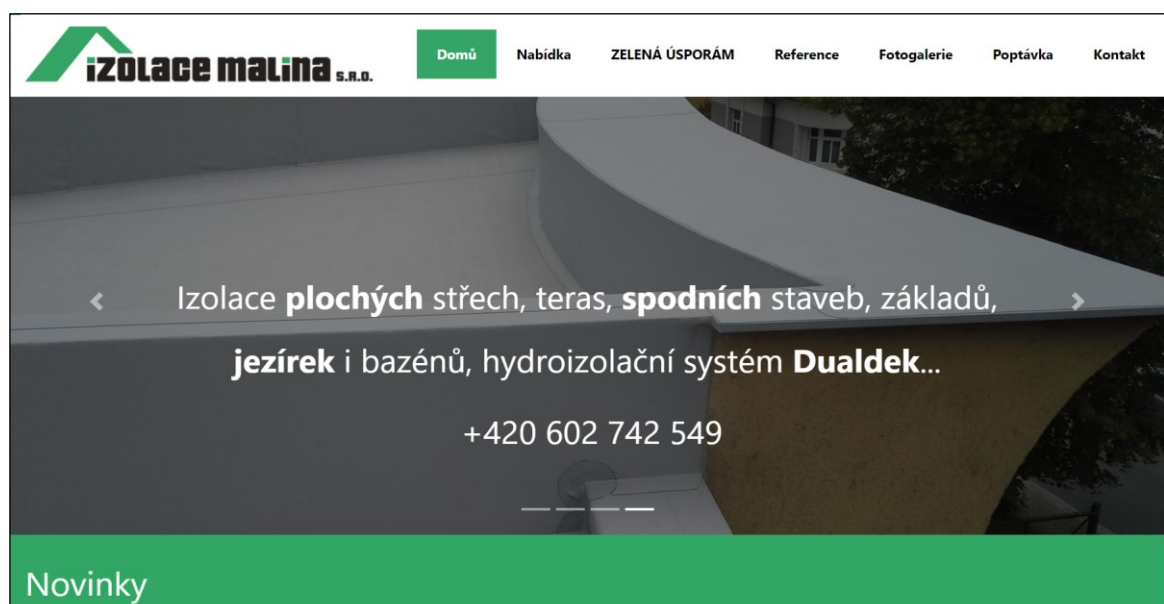 izolace malina s.r.o.
Domů
Nabídka
ZELENÁ ÚSPORÁM
Reference
Fotogalerie
Poptávka
Kontakt
Izolace plochých střech, teras, spodních staveb, základů,
jezírek i bazénů, hydroizolační systém Dualdek...
+420 602 742 549
Novinky